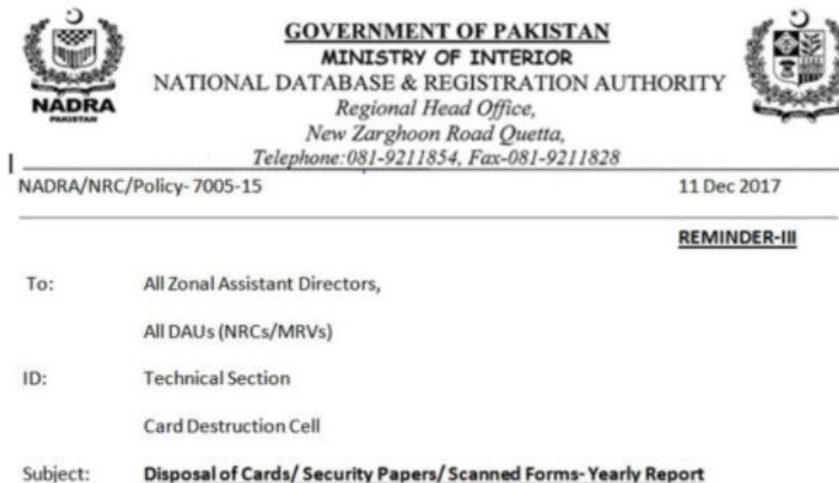 GOVERNMENT OF PAKISTAN
MINISTRY OF INTERIOR
NATIONAL DATABASE & REGISTRATION AUTHORITY
NADRA
PAKISTAN
Regional Head Office,
New Zarghoon Road Quetta,
Telephone:081-9211854, Fax-081-9211828
NADRA/NRC/Policy-7005-15 11 Dec 2017
REMINDER-III
To: All Zonal Assistant Directors,
All DAUs (NRCs/MRVs)
ID: Technical Section
Card Destruction Cell
Subject: Disposal of Cards/ Security Papers/ Scanned Forms- Yearly Report